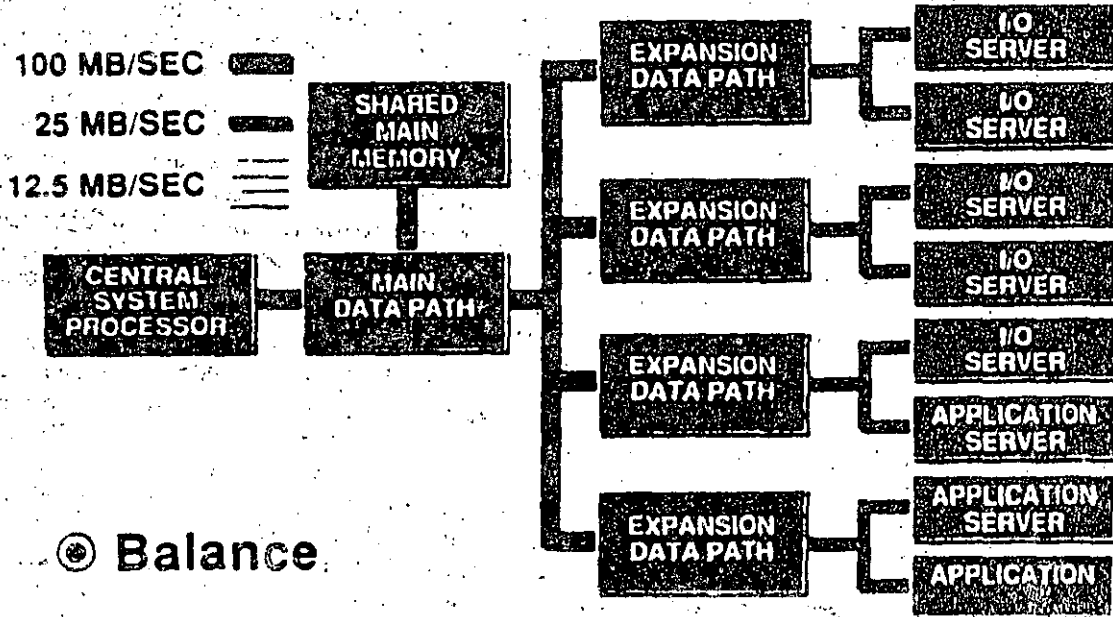 100 MB/SEC
25 MB/SEC
12.5 MB/SEC
SHARED
MAIN
MEMORY
CENTRAL
SYSTEM
PROCESSOR
MAIN
DATA PATH
EXPANSION
DATA PATH
EXPANSION
DATA PATH
EXPANSION
DATA PATH
EXPANSION
DATA PATH
I/O
SERVER
I/O
SERVER
I/O
SERVER
I/O
SERVER
I/O
SERVER
APPLICATION
SERVER
APPLICATION
SERVER
APPLICATION
Balance